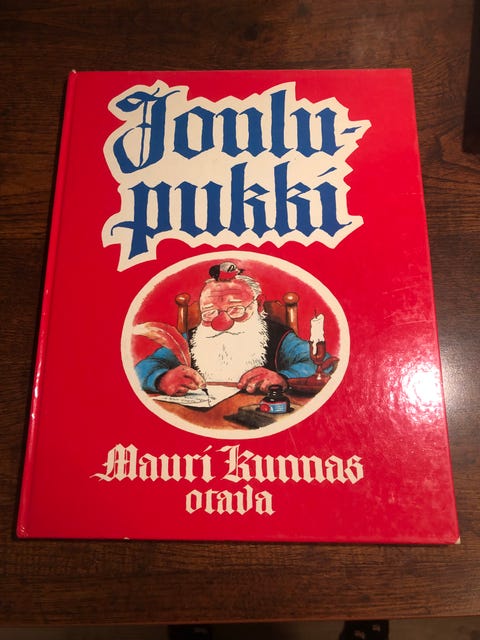 Joulu-
pukki
Mauri Kunnas
otava